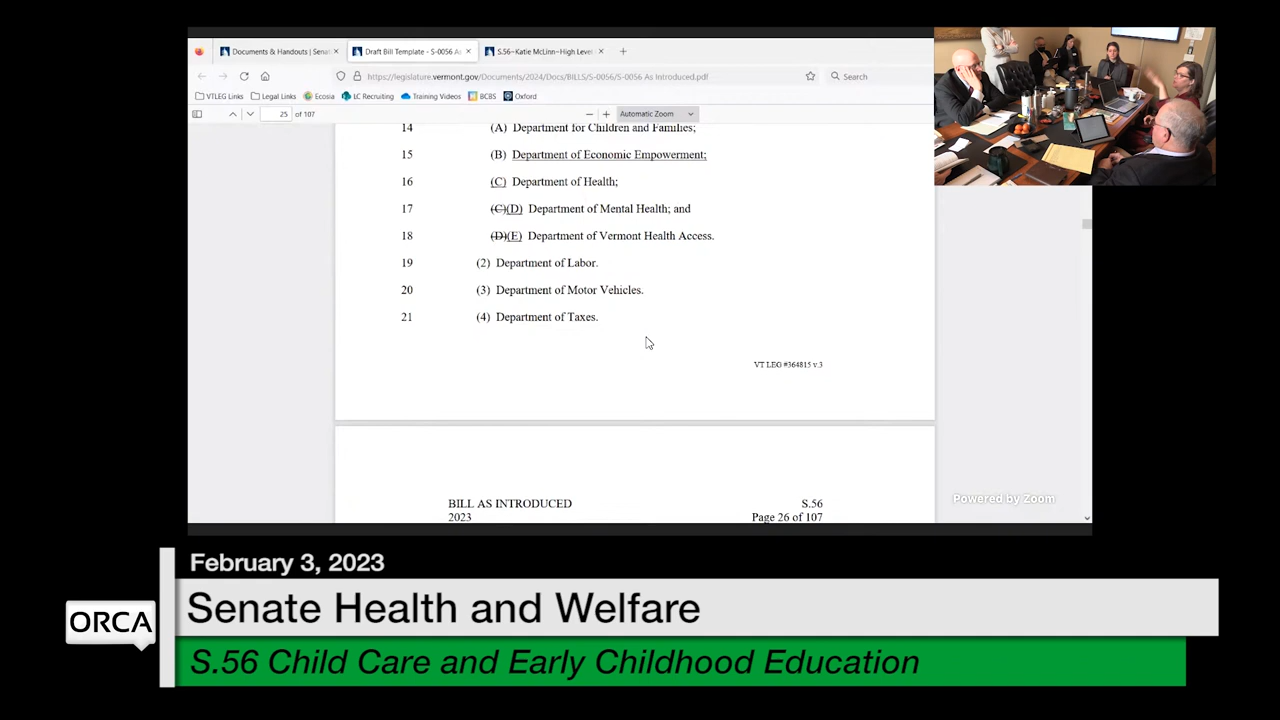 Documents & Handouts | Sena
Draft Bill Template - S-0056 A
S.56~Katie McLinn~High Level
https://legislature.vermont.gov/Documents/2024/Docs/BILLS/S-0056/S-0056 As Introduced.pdf
Search
VTLEG Links
Legal Links
Ecosia
LC Recruiting
Training Videos
BCBS
Oxford
25 of 107
Automatic Zoom
14 (A) Department for Children and Families;
15 (B) Department of Economic Empowerment;
16 (C) Department of Health;
17 (C)(D) Department of Mental Health; and
18 (D)(E) Department of Vermont Health Access.
19 (2) Department of Labor.
20 (3) Department of Motor Vehicles.
21 (4) Department of Taxes.
VT LEG #364815 v.3
BILL AS INTRODUCED S.56
2023 Page 26 of 107
Powered by Zoom
February 3, 2023
ORCA
Senate Health and Welfare
S.56 Child Care and Early Childhood Education